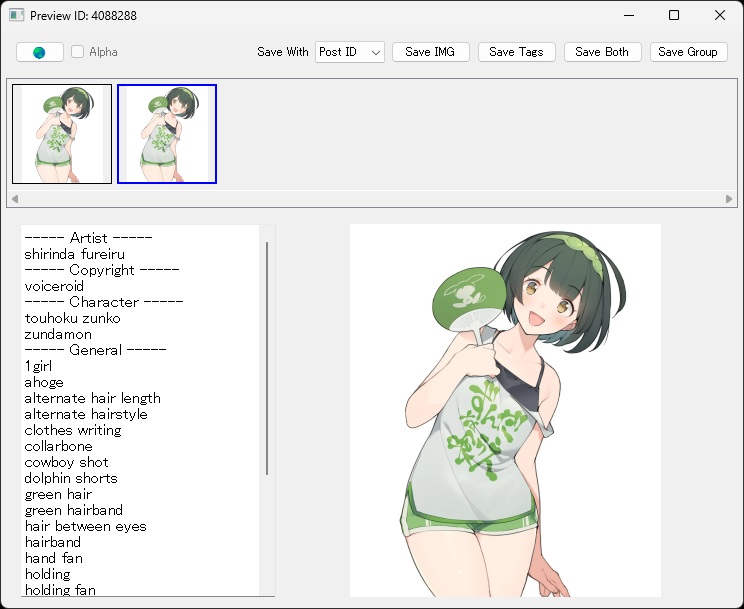 Preview ID: 4088288
Alpha
Save With
Post ID
Save IMG
Save Tags
Save Both
Save Group
----- Artist -----
shirinda fureiru
----- Copyright -----
voiceroid
----- Character -----
touhoku zunko
zundamon
----- General -----
1girl
ahoge
alternate hair length
alternate hairstyle
clothes writing
collarbone
cowboy shot
dolphin shorts
green hair
green hairband
hair between eyes
hairband
hand fan
holding
holding fan